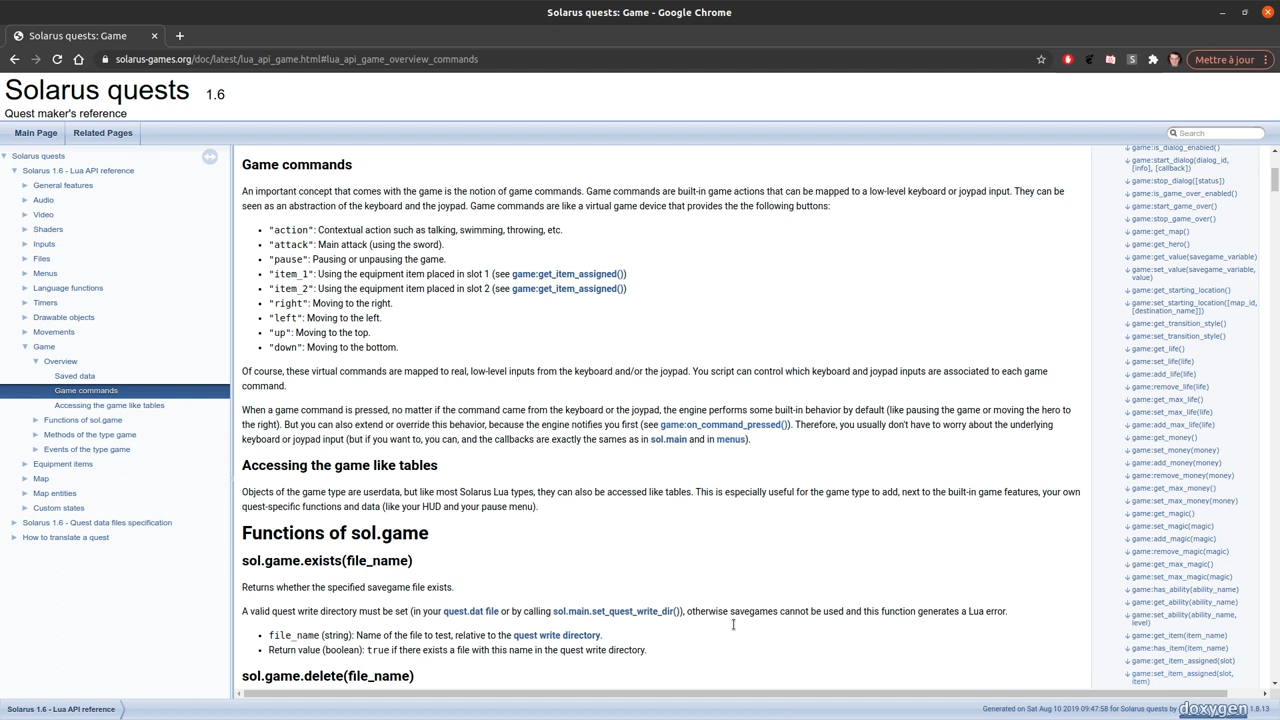 Solarus quests: Game - Google Chrome
Solarus quests: Game
solarus-games.org/doc/latest/lua_api_game.html#lua_api_game_overview_commands
Mettre à jour
Solarus quests 1.6
Quest maker's reference
Main Page
Related Pages
Search
Solarus quests
Solarus 1.6 - Lua API reference
General features
Audio
Video
Shaders
Inputs
Files
Menus
Language functions
Timers
Drawable objects
Movements
Game
Overview
Saved data
Game commands
Accessing the game like tables
Functions of sol.game
Methods of the type game
Events of the type game
Equipment items
Map
Map entities
Custom states
Solarus 1.6 - Quest data files specification
How to translate a quest
Game commands
An important concept that comes with the game is the notion of game commands. Game commands are built-in game actions that can be mapped to a low-level keyboard or joypad input. They can be
seen as an abstraction of the keyboard and the joypad. Game commands are like a virtual game device that provides the the following buttons:
• "action": Contextual action such as talking, swimming, throwing, etc.
• "attack": Main attack (using the sword).
• "pause": Pausing or unpausing the game.
• "item_1": Using the equipment item placed in slot 1 (see game:get_item_assigned())
• "item_2": Using the equipment item placed in slot 2 (see game:get_item_assigned())
• "right": Moving to the right.
• "left": Moving to the left.
• "up": Moving to the top.
• "down": Moving to the bottom.
Of course, these virtual commands are mapped to real, low-level inputs from the keyboard and/or the joypad. You script can control which keyboard and joypad inputs are associated to each game
command.
When a game command is pressed, no matter if the command came from the keyboard or the joypad, the engine performs some built-in behavior by default (like pausing the game or moving the hero to
the right). But you can also extend or override this behavior, because the engine notifies you first (see game:on_command_pressed()). Therefore, you usually don't have to worry about the underlying
keyboard or joypad input (but if you want to, you can, and the callbacks are exactly the sames as in sol.main and in menus).
Accessing the game like tables
Objects of the game type are userdata, but like most Solarus Lua types, they can also be accessed like tables. This is especially useful for the game type to add, next to the built-in game features, your own
quest-specific functions and data (like your HUD and your pause menu).
Functions of sol.game
sol.game.exists(file_name)
Returns whether the specified savegame file exists.
A valid quest write directory must be set (in your quest.dat file or by calling sol.main.set_quest_write_dir()), otherwise savegames cannot be used and this function generates a Lua error.
• file_name (string): Name of the file to test, relative to the quest write directory.
• Return value (boolean): true if there exists a file with this name in the quest write directory.
sol.game.delete(file_name)
game:is_dialog_enabled()
game:start_dialog(dialog_id,
[info], [callback])
game:stop_dialog([status])
game:is_game_over_enabled()
game:start_game_over()
game:stop_game_over()
game:get_map()
game:get_hero()
game:get_value(savegame_variable)
game:set_value(savegame_variable,
value)
game:get_starting_location()
game:set_starting_location([map_id,
[destination_name]])
game:get_transition_style()
game:set_transition_style()
game:get_life()
game:set_life(life)
game:add_life(life)
game:remove_life(life)
game:get_max_life()
game:set_max_life(life)
game:add_max_life(life)
game:get_money()
game:set_money(money)
game:add_money(money)
game:remove_money(money)
game:get_max_money()
game:set_max_money(money)
game:get_magic()
game:set_magic(magic)
game:add_magic(magic)
game:remove_magic(magic)
game:get_max_magic()
game:set_max_magic(magic)
game:has_ability(ability_name)
game:get_ability(ability_name)
game:set_ability(ability_name,
level)
game:get_item(item_name)
game:has_item(item_name)
game:get_item_assigned(slot)
game:set_item_assigned(slot,
item)
Solarus 1.6 - Lua API reference
Generated on Sat Aug 10 2019 09:47:58 for Solarus quests by doxygen 1.8.13